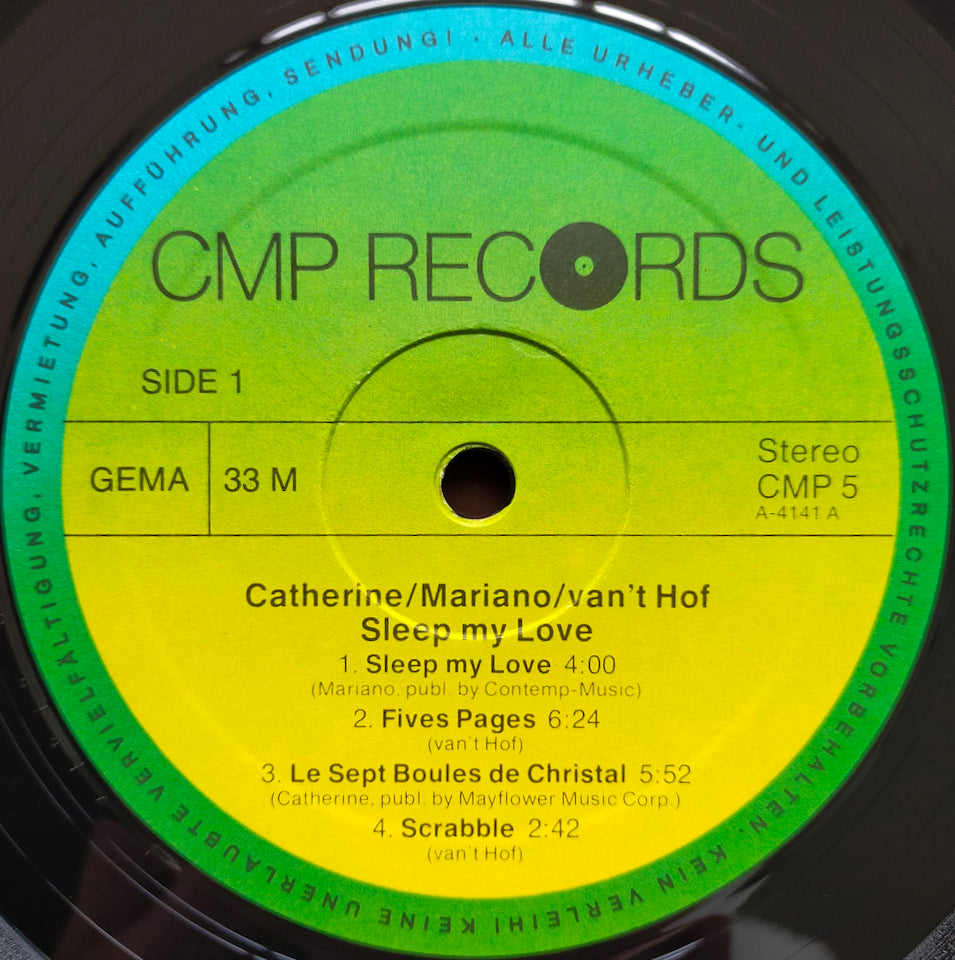 ALLE URHEBER- UND LEISTUNGSSCHUTZRECHTE VORBEHALTEN. KEIN VERLEIH! KEINE UNERLAUBTE VERVIELFÄLTIGUNG, VERMIETUNG, AUFFÜHRUNG, SENDUNG! ·
CMP RECORDS
SIDE 1
GEMA 33 M
Stereo
CMP 5
A-4141 A
Catherine/Mariano/van't Hof
Sleep my Love
1. Sleep my Love 4:00
(Mariano, publ. by Contemp-Music)
2. Fives Pages 6:24
(van't Hof)
3. Le Sept Boules de Christal 5:52
(Catherine, publ. by Mayflower Music Corp.)
4. Scrabble 2:42
(van't Hof)